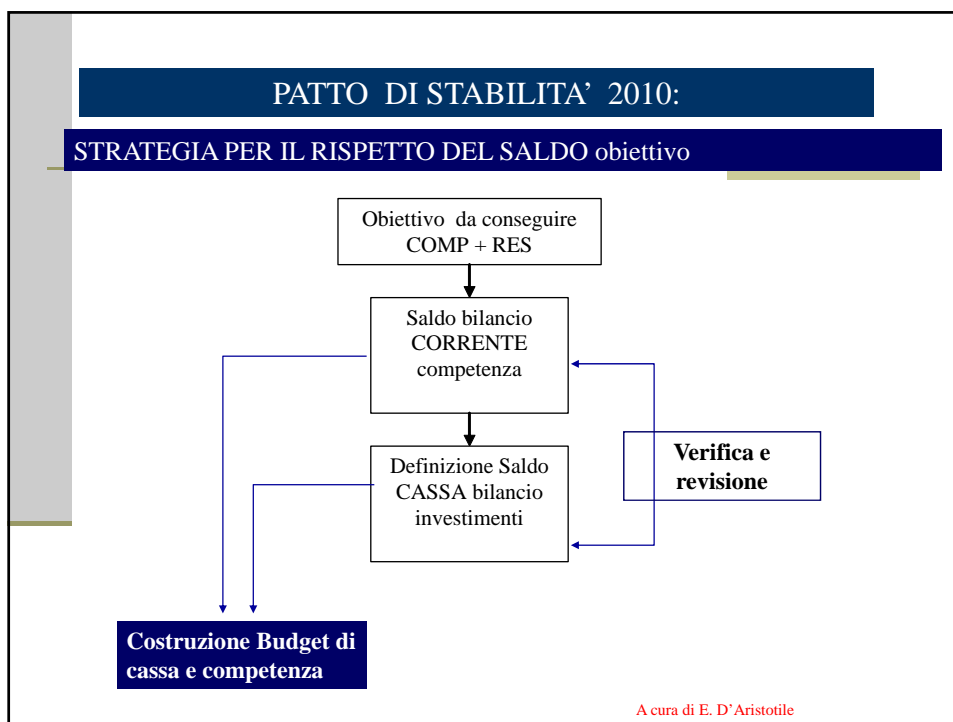 PATTO DI STABILITA’ 2010:
STRATEGIA PER IL RISPETTO DEL SALDO obiettivo
Obiettivo da conseguire
COMP + RES
Saldo bilancio
CORRENTE
competenza
Definizione Saldo
CASSA bilancio
investimenti
Verifica e
revisione
Costruzione Budget di
cassa e competenza
A cura di E. D’Aristotile